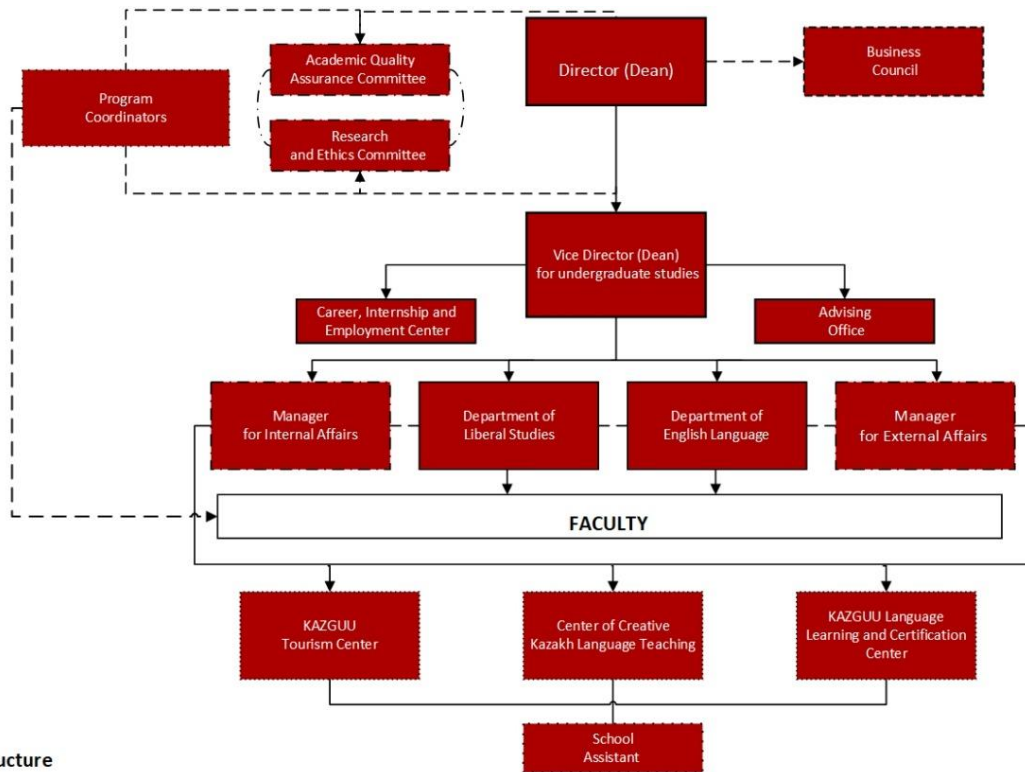 Director (Dean)
Business
Council
Academic Quality
Assurance Committee
Program
Coordinators
Research
and Ethics Committee
Vice Director (Dean)
for undergraduate studies
Career, Internship and
Employment Center
Advising
Office
Manager
for Internal Affairs
Department of
Liberal Studies
Department of
English Language
Manager
for External Affairs
FACULTY
KAZGUU
Tourism Center
Center of Creative
Kazakh Language Teaching
KAZGUU Language
Learning and Certification
Center
School
Assistant